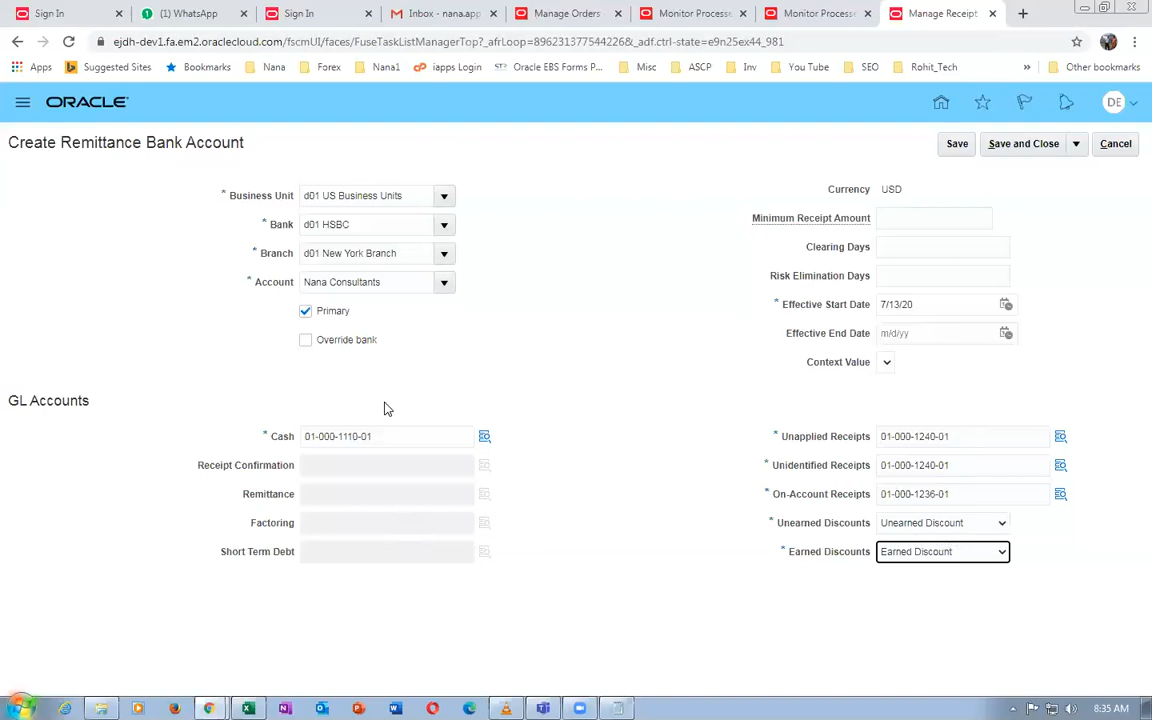 Sign In
(1) WhatsApp
Sign In
Inbox - nana.app
Manage Orders
Monitor Processe
Monitor Processe
Manage Receipt
ejdh-dev1.fa.em2.oraclecloud.com/fscmUI/faces/FuseTaskListManagerTop?_afrLoop=896231377544226&_adf.ctrl-state=e9n25ex44_981
Apps
Suggested Sites
Bookmarks
Nana
Forex
Nana1
iapps Login
Oracle EBS Forms P...
Misc
ASCP
Inv
You Tube
SEO
Rohit_Tech
»
Other bookmarks
ORACLE
DE
Create Remittance Bank Account
Save
Save and Close
Cancel
* Business Unit d01 US Business Units
* Bank d01 HSBC
* Branch d01 New York Branch
* Account Nana Consultants
Primary
Override bank
Currency USD
Minimum Receipt Amount
Clearing Days
Risk Elimination Days
* Effective Start Date 7/13/20
Effective End Date m/d/yy
Context Value
GL Accounts
* Cash 01-000-1110-01
Receipt Confirmation
Remittance
Factoring
Short Term Debt
* Unapplied Receipts 01-000-1240-01
* Unidentified Receipts 01-000-1240-01
* On-Account Receipts 01-000-1236-01
* Unearned Discounts Unearned Discount
* Earned Discounts Earned Discount
8:35 AM